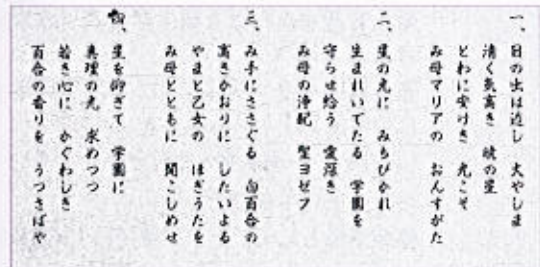 一、
日の出は近し 大やしま
清く気高き 暁の星
とわに安けき 光こそ
み母マリアの おんすがた
二、
星の光に みちびかれ
生まれいでたる 学園を
守らせ給う 愛深き
み母の浄配 聖ヨゼフ
三、
み手にささぐる 白百合の
高きかおりに したいよる
やまと乙女の ほぎうたを
み母とともに 聞こしめせ
四、
星を仰ぎて 学園に
真理の光 求めつつ
若き心に かぐわしき
百合の香りを うつさばや